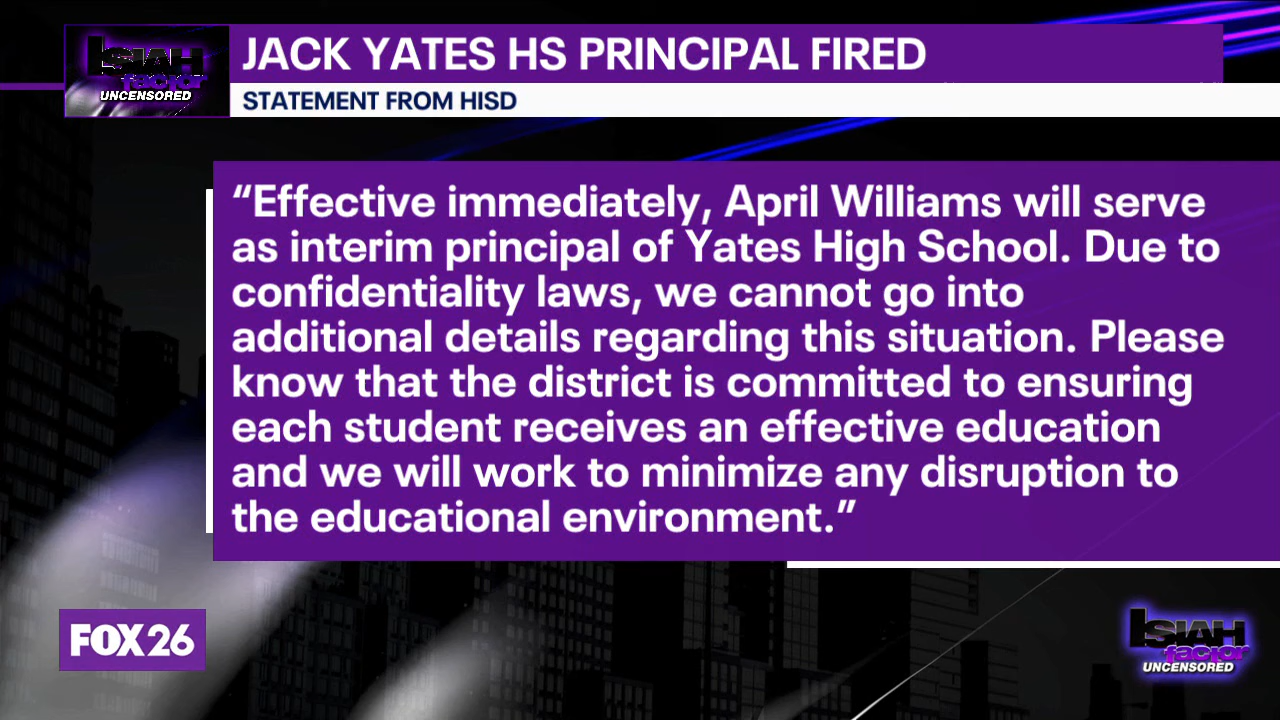 ISIAH
factor
UNCENSORED
JACK YATES HS PRINCIPAL FIRED
STATEMENT FROM HISD
“Effective immediately, April Williams will serve
as interim principal of Yates High School. Due to
confidentiality laws, we cannot go into
additional details regarding this situation. Please
know that the district is committed to ensuring
each student receives an effective education
and we will work to minimize any disruption to
the educational environment.”
FOX 26
ISIAH
factor
UNCENSORED